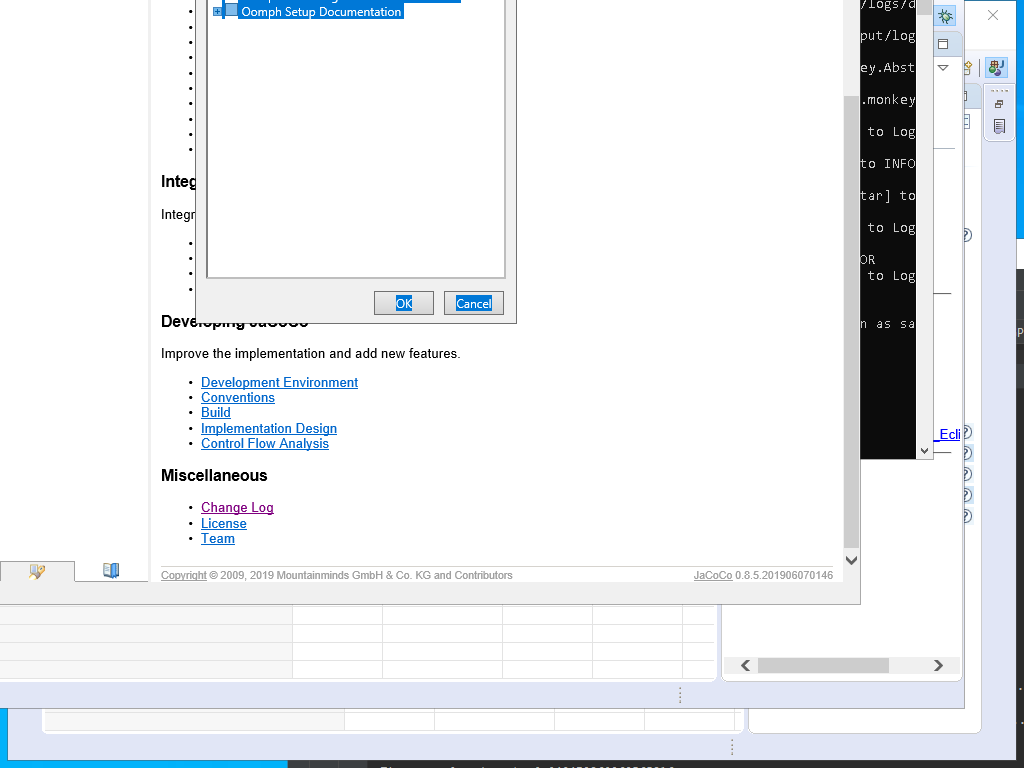 Oomph Setup Documentation
/logs/d
put/log
ey.Abst
.monkey
to Log
to INFO
tar] to
to Log
OR
to Log
n as sa
Integ
Integr
OK
Cancel
Developing JaCoCo
Improve the implementation and add new features.
• Development Environment
• Conventions
• Build
• Implementation Design
• Control Flow Analysis
_Ecli
Miscellaneous
• Change Log
• License
• Team
Copyright © 2009, 2019 Mountainminds GmbH & Co. KG and Contributors
JaCoCo 0.8.5.201906070146